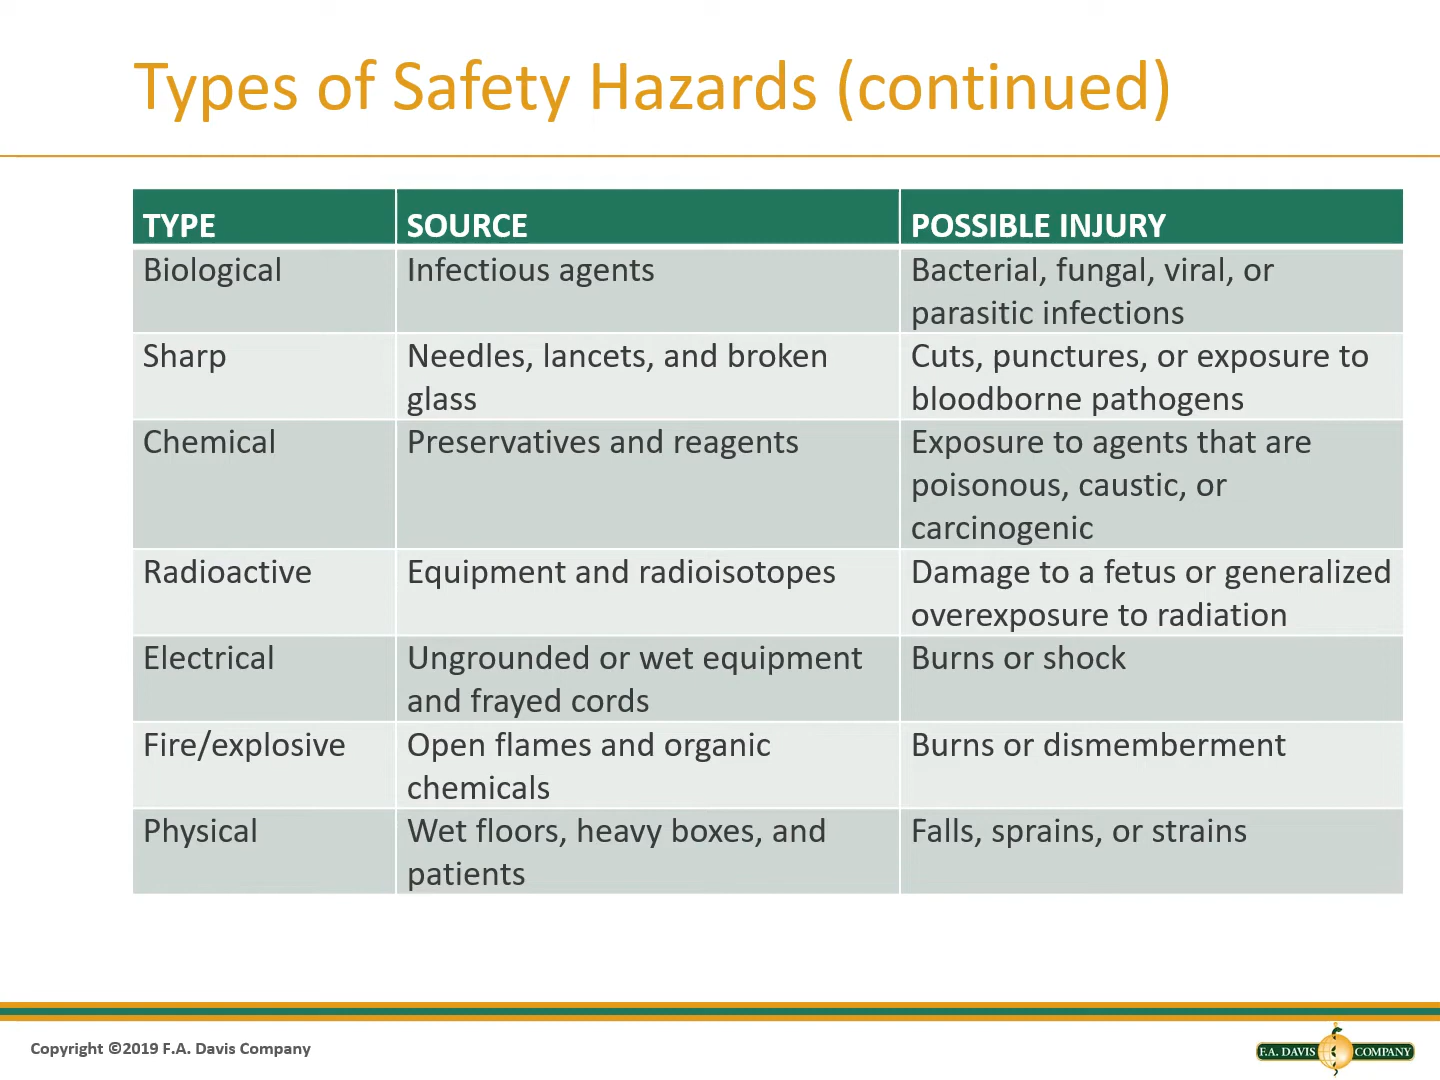 Types of Safety Hazards (continued)
TYPE
SOURCE
POSSIBLE INJURY
Biological
Infectious agents
Bacterial, fungal, viral, or
parasitic infections
Sharp
Needles, lancets, and broken
glass
Cuts, punctures, or exposure to
bloodborne pathogens
Chemical
Preservatives and reagents
Exposure to agents that are
poisonous, caustic, or
carcinogenic
Radioactive
Equipment and radioisotopes
Damage to a fetus or generalized
overexposure to radiation
Electrical
Ungrounded or wet equipment
and frayed cords
Burns or shock
Fire/explosive
Open flames and organic
chemicals
Burns or dismemberment
Physical
Wet floors, heavy boxes, and
patients
Falls, sprains, or strains
Copyright ©2019 F.A. Davis Company
F.A. DAVIS COMPANY